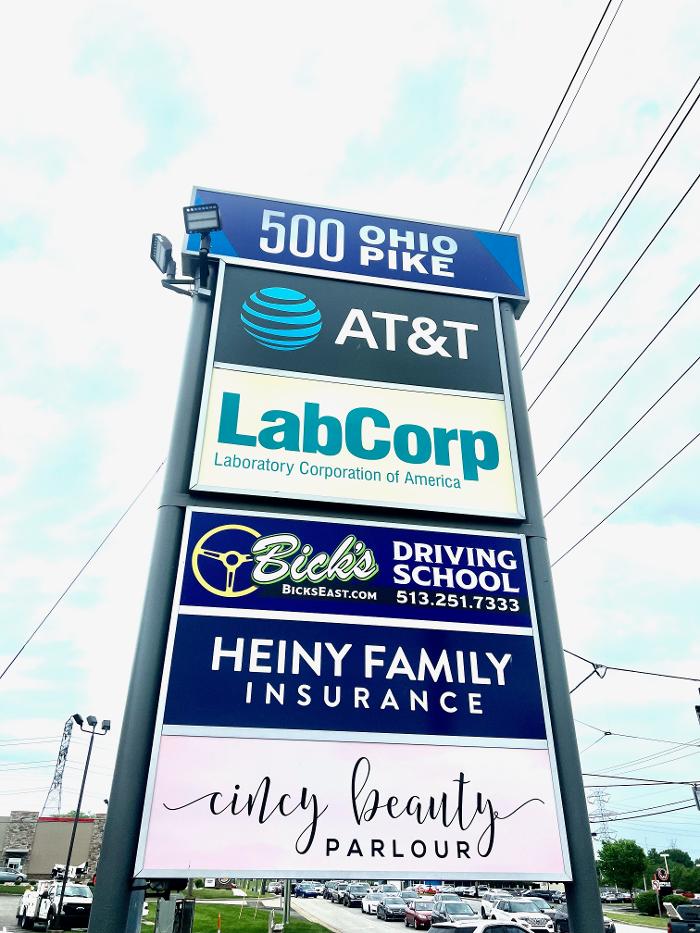 500 OHIO
PIKE
AT&T
LabCorp
Laboratory Corporation of America
Bick's DRIVING
SCHOOL
BICKSEAST.COM 513.251.7333
HEINY FAMILY
INSURANCE
cincy beauty
PARLOUR